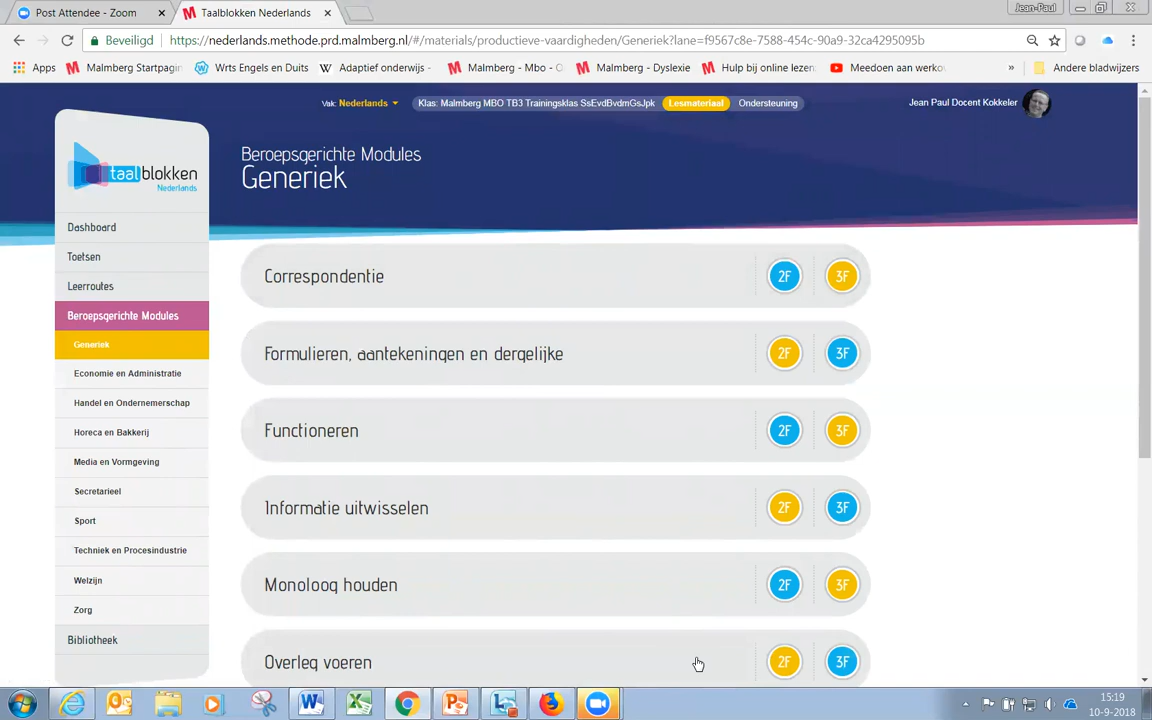 Post Attendee - Zoom
Taalblokken Nederlands
Jean-Paul
Beveiligd
https://nederlands.methode.prd.malmberg.nl/#/materials/productieve-vaardigheden/Generiek?lane=f9567c8e-7588-454c-90a9-32ca4295095b
Apps
Malmberg Startpagin
Wrts Engels en Duits
Adaptief onderwijs -
Malmberg - Mbo - O
Malmberg - Dyslexie
Hulp bij online lezen
Meedoen aan werko
»
Andere bladwijzers
Vak: Nederlands
Klas: Malmberg MBO TB3 Trainingsklas SsEvdBvdmGsJpk
Lesmateriaal
Ondersteuning
Jean Paul Docent Kokkeler
Beroepsgerichte Modules
Generiek
taalblokken
Nederlands
Dashboard
Toetsen
Leerroutes
Beroepsgerichte Modules
Generiek
Economie en Administratie
Handel en Ondernemerschap
Horeca en Bakkerij
Media en Vormgeving
Secretarieel
Sport
Techniek en Procesindustrie
Welzijn
Zorg
Bibliotheek
Correspondentie 2F 3F
Formulieren, aantekeningen en dergelijke 2F 3F
Functioneren 2F 3F
Informatie uitwisselen 2F 3F
Monoloog houden 2F 3F
Overleg voeren 2F 3F
15:19
10-9-2018